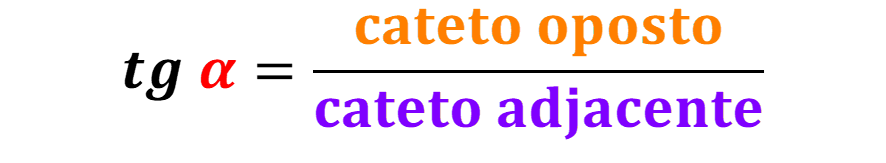 cateto oposto
tg α =
cateto adjacente